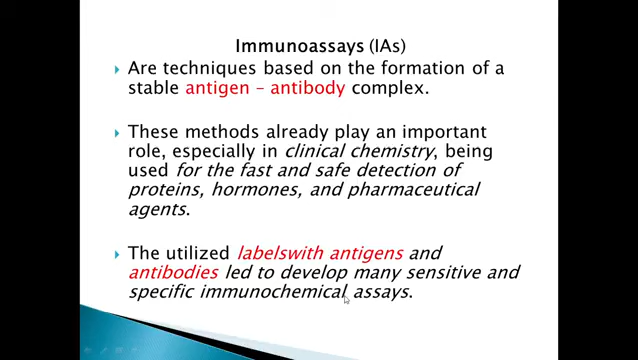 Immunoassays (IAs)
Are techniques based on the formation of a
stable antigen – antibody complex.
These methods already play an important
role, especially in clinical chemistry, being
used for the fast and safe detection of
proteins, hormones, and pharmaceutical
agents.
The utilized labelswith antigens and
antibodies led to develop many sensitive and
specific immunochemical assays.